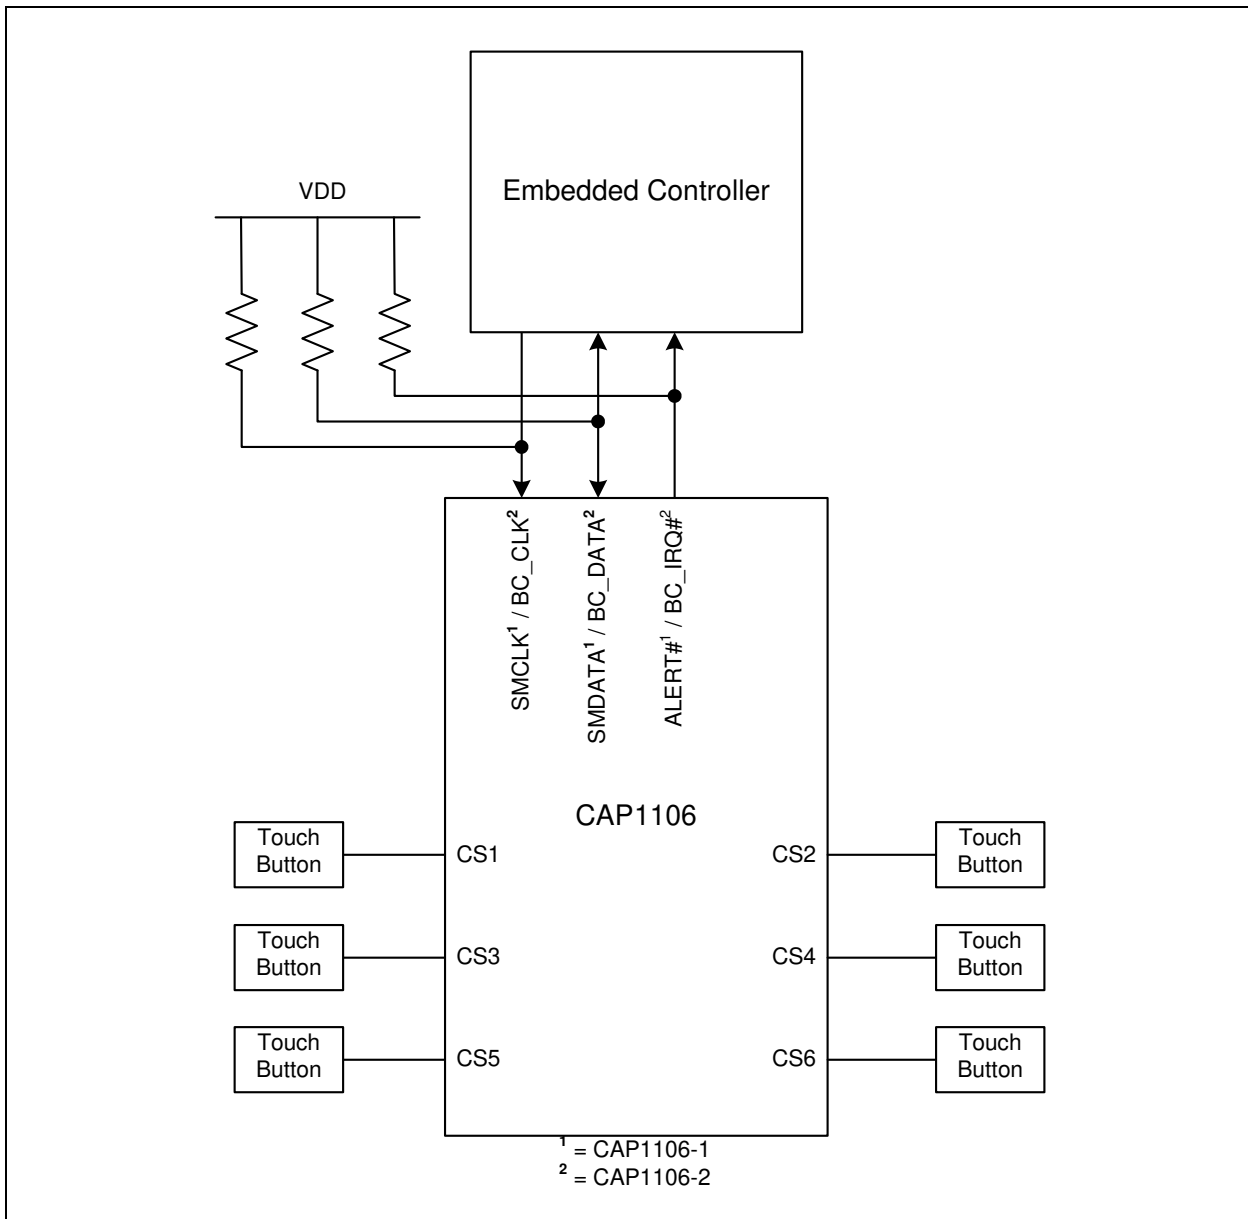 Embedded Controller
VDD
SMCLK¹ / BC_CLK²
SMDATA¹ / BC_DATA²
ALERT#¹ / BC_IRQ#²
CAP1106
Touch
Button
CS1
CS2
Touch
Button
Touch
Button
CS3
CS4
Touch
Button
Touch
Button
CS5
CS6
Touch
Button
¹ = CAP1106-1
² = CAP1106-2